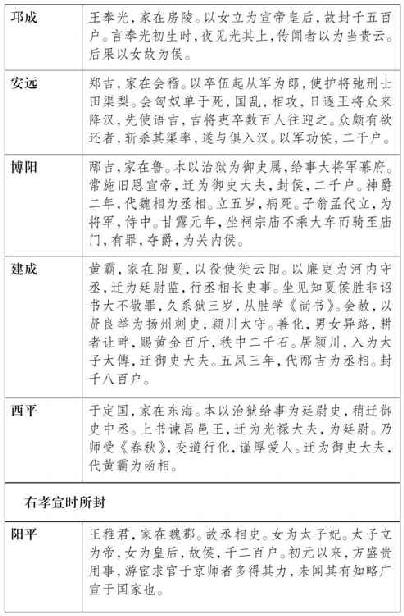 邛成
王奉光，家在房陵。以女立为宣帝皇后，故封千五百
户。言奉光初生时，夜见光其上，传闻者以为当贵云。
后果以女故为侯。
安远
郑吉，家在会稽。以卒伍起从军为郎，使护将弛刑士
田渠梨。会匈奴单于死，国乱，相攻，日逐王将众来
降汉，先使语吉，吉将吏卒数百人往迎之。众颇有欲
还者，斩杀其渠率，遂与俱入汉。以军功侯，二千户。
博阳
邴吉，家在鲁。本以治狱为御史属，给事大将军幕府。
常施旧恩宣帝，迁为御史大夫，封侯，二千户。神爵
二年，代魏相为丞相。立五岁，病死。子翁孟代立，为
将军，侍中。甘露元年，坐祠宗庙不乘大车而骑至庙
门，有罪，夺爵，为关内侯。
建成
黄霸，家在阳夏，以役使徙云阳。以廉吏为河内守
丞，迁为廷尉监，行丞相长史事。坐见知夏侯胜非诏
书大不敬罪，久系狱三岁，从胜学《尚书》。会赦，以
贤良举为扬州刺史，颍川太守。善化，男女异路，耕
者让畔，赐黄金百斤，秩中二千石。居颍川，入为太
子太傅，迁御史大夫。五凤三年，代邴吉为丞相。封
千八百户。
西平
于定国，家在东海。本以治狱给事为廷尉史，稍迁御
史中丞。上书谏昌邑王，迁为光禄大夫，为廷尉。乃
师受《春秋》，变道行化，谨厚爱人。迁为御史大夫，
代黄霸为丞相。
右孝宣时所封
阳平
王稚君，家在魏郡。故丞相史。女为太子妃。太子立
为帝，女为皇后，故侯，千二百户。初元以来，方盛贵
用事，游宦求官于京师者多得其力，未闻其有知略广
宣于国家也。